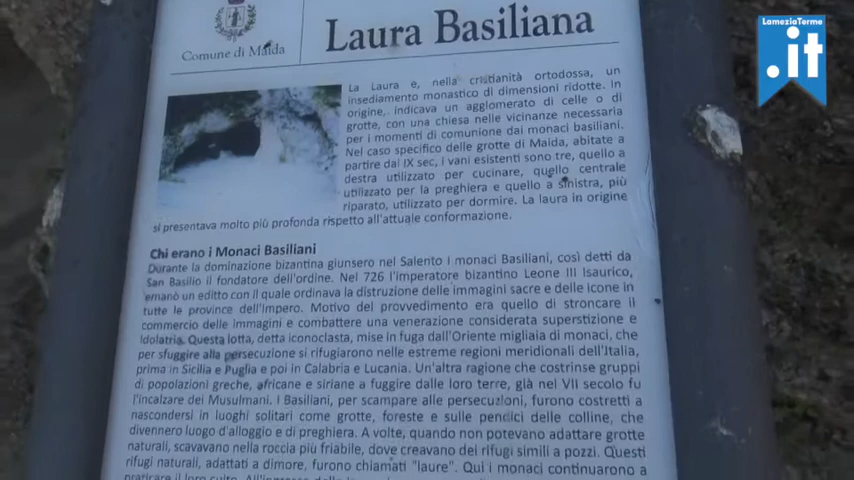 Comune di Maida
Laura Basiliana
LameziaTerme
.it
La Laura e, nella cristianità ortodossa, un
insediamento monastico di dimensioni ridotte. In
origine, indicava un agglomerato di celle o di
grotte, con una chiesa nelle vicinanze necessaria
per i momenti di comunione dai monaci basiliani.
Nel caso specifico delle grotte di Maida, abitate a
partire dal IX sec, i vani esistenti sono tre, quello a
destra utilizzato per cucinare, quello centrale
utilizzato per la preghiera e quello a sinistra, più
riparato, utilizzato per dormire. La laura in origine
si presentava molto più profonda rispetto all'attuale conformazione.
Chi erano i Monaci Basiliani
Durante la dominazione bizantina giunsero nel Salento i monaci Basiliani, così detti da
San Basilio il fondatore dell'ordine. Nel 726 l'imperatore bizantino Leone III Isaurico,
emanò un editto con il quale ordinava la distruzione delle immagini sacre e delle icone in
tutte le province dell'Impero. Motivo del provvedimento era quello di stroncare il
commercio delle immagini e combattere una venerazione considerata superstizione e
idolatria. Questa lotta, detta iconoclasta, mise in fuga dall'Oriente migliaia di monaci, che
per sfuggire alla persecuzione si rifugiarono nelle estreme regioni meridionali dell'Italia,
prima in Sicilia e Puglia e poi in Calabria e Lucania. Un'altra ragione che costrinse gruppi
di popolazioni greche, africane e siriane a fuggire dalle loro terre, già nel VII secolo fu
l'incalzare dei Musulmani. I Basiliani, per scampare alle persecuzioni, furono costretti a
nascondersi in luoghi solitari come grotte, foreste e sulle pendici delle colline, che
divennero luogo d'alloggio e di preghiera. A volte, quando non potevano adattare grotte
naturali, scavavano nella roccia più friabile, dove creavano dei rifugi simili a pozzi. Questi
rifugi naturali, adattati a dimore, furono chiamati "laure". Qui i monaci continuarono a
praticare il loro culto. All'ingresso delle